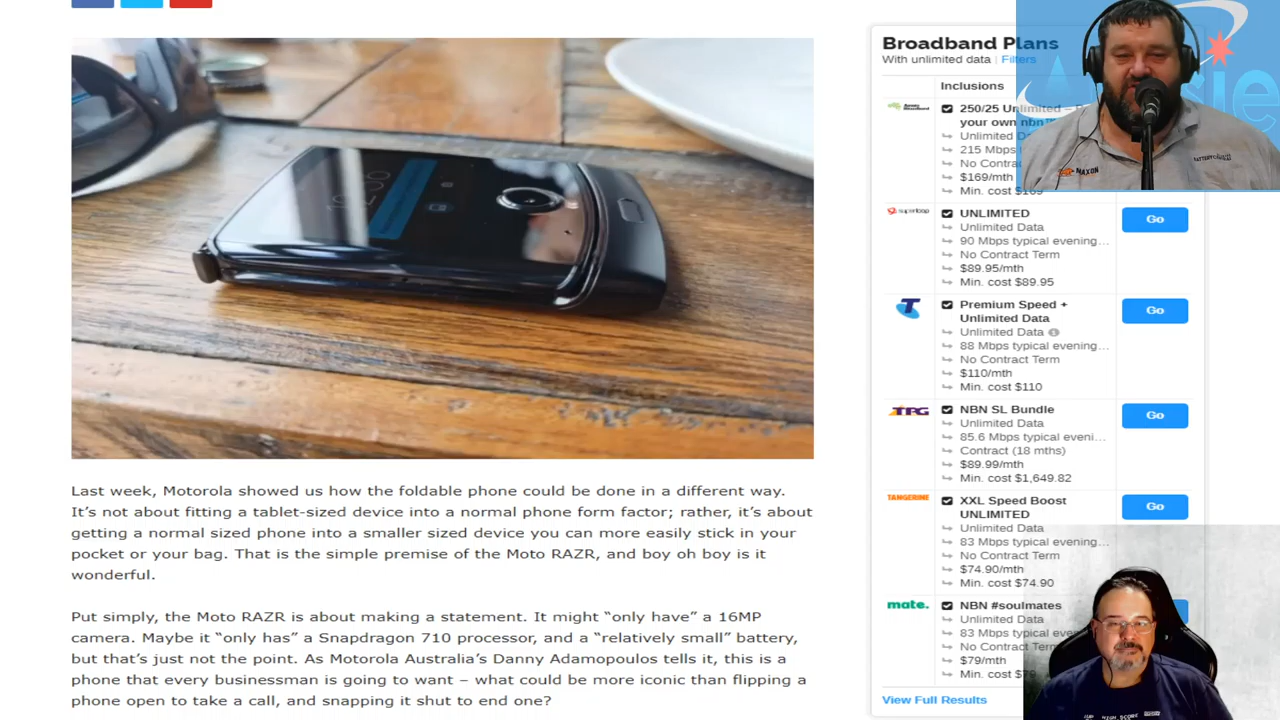 Broadband Plans
With unlimited data | Filters
Inclusions
250/25 Unlimited –
your own nbn
Unlimited
215 Mbps
No Contract
$169/mth
Min. cost $169
superloop
UNLIMITED
Unlimited Data
90 Mbps typical evening...
No Contract Term
$89.95/mth
Min. cost $89.95
Go
T
Premium Speed +
Unlimited Data
Unlimited Data
88 Mbps typical evening...
No Contract Term
$110/mth
Min. cost $110
Go
TPG
NBN SL Bundle
Unlimited Data
85.6 Mbps typical eveni...
Contract (18 mths)
$89.99/mth
Min. cost $1,649.82
Go
TANGERINE
XXL Speed Boost
UNLIMITED
Unlimited Data
83 Mbps typical evening...
No Contract Term
$74.90/mth
Min. cost $74.90
Go
mate.
NBN #soulmates
Unlimited Data
83 Mbps typical
No Contract
$79/mth
Min. cost
View Full Results
MAXON
Last week, Motorola showed us how the foldable phone could be done in a different way.
It's not about fitting a tablet-sized device into a normal phone form factor; rather, it's about
getting a normal sized phone into a smaller sized device you can more easily stick in your
pocket or your bag. That is the simple premise of the Moto RAZR, and boy oh boy is it
wonderful.
Put simply, the Moto RAZR is about making a statement. It might “only have” a 16MP
camera. Maybe it “only has” a Snapdragon 710 processor, and a “relatively small” battery,
but that's just not the point. As Motorola Australia's Danny Adamopoulos tells it, this is a
phone that every businessman is going to want – what could be more iconic than flipping a
phone open to take a call, and snapping it shut to end one?